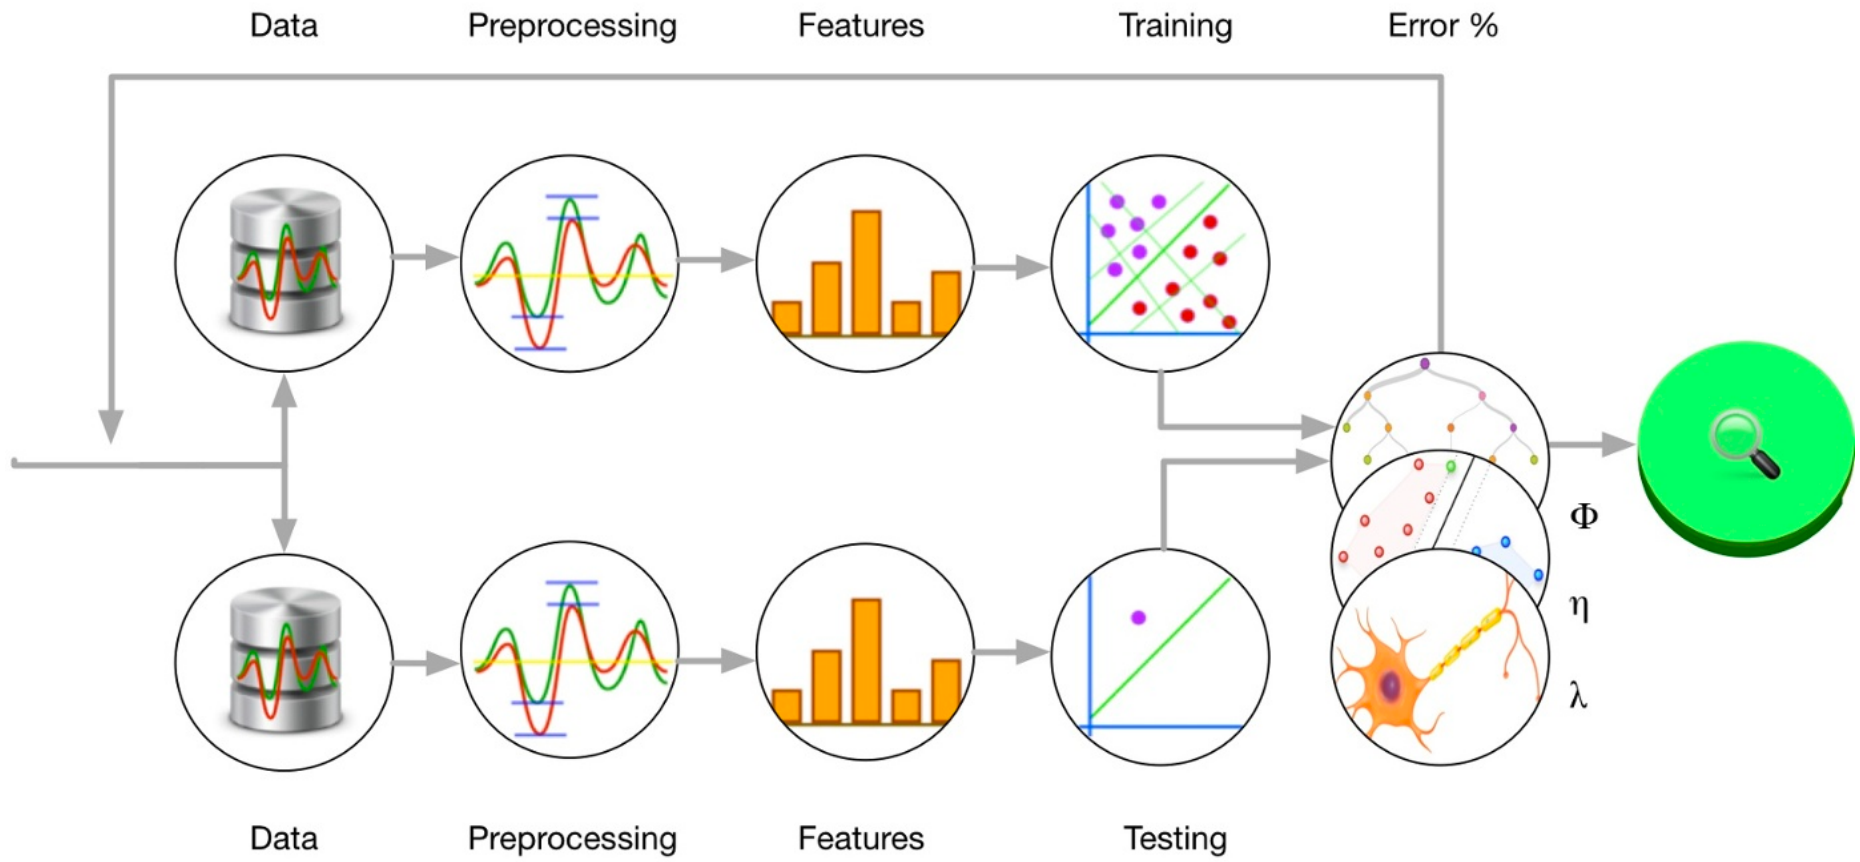 Data Preprocessing Features Training Error %
Φ
η
λ
Data Preprocessing Features Testing